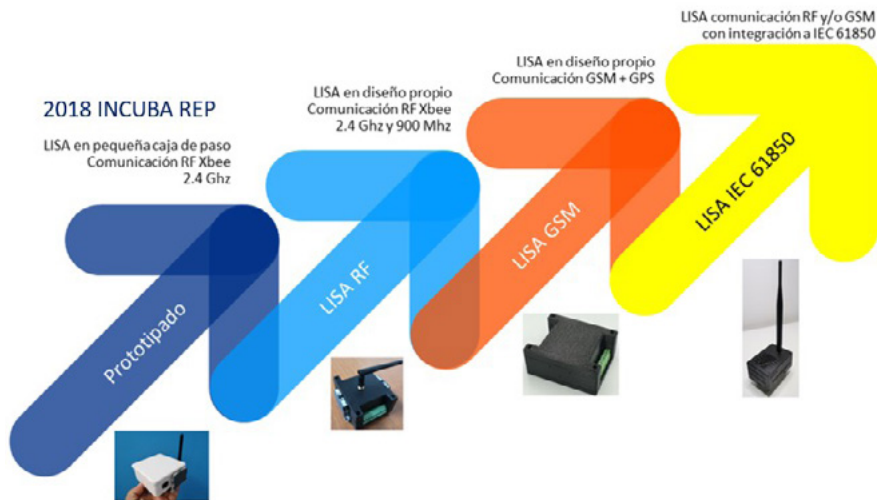 2018 INCUBA REP
LISA en pequeña caja de paso
Comunicación RF Xbee
2.4 Ghz
Prototipado
LISA en diseño propio
Comunicación RF Xbee
2.4 Ghz y 900 Mhz
LISA RF
LISA en diseño propio
Comunicación GSM + GPS
LISA GSM
LISA comunicación RF y/o GSM
con integración a IEC 61850
LISA IEC 61850